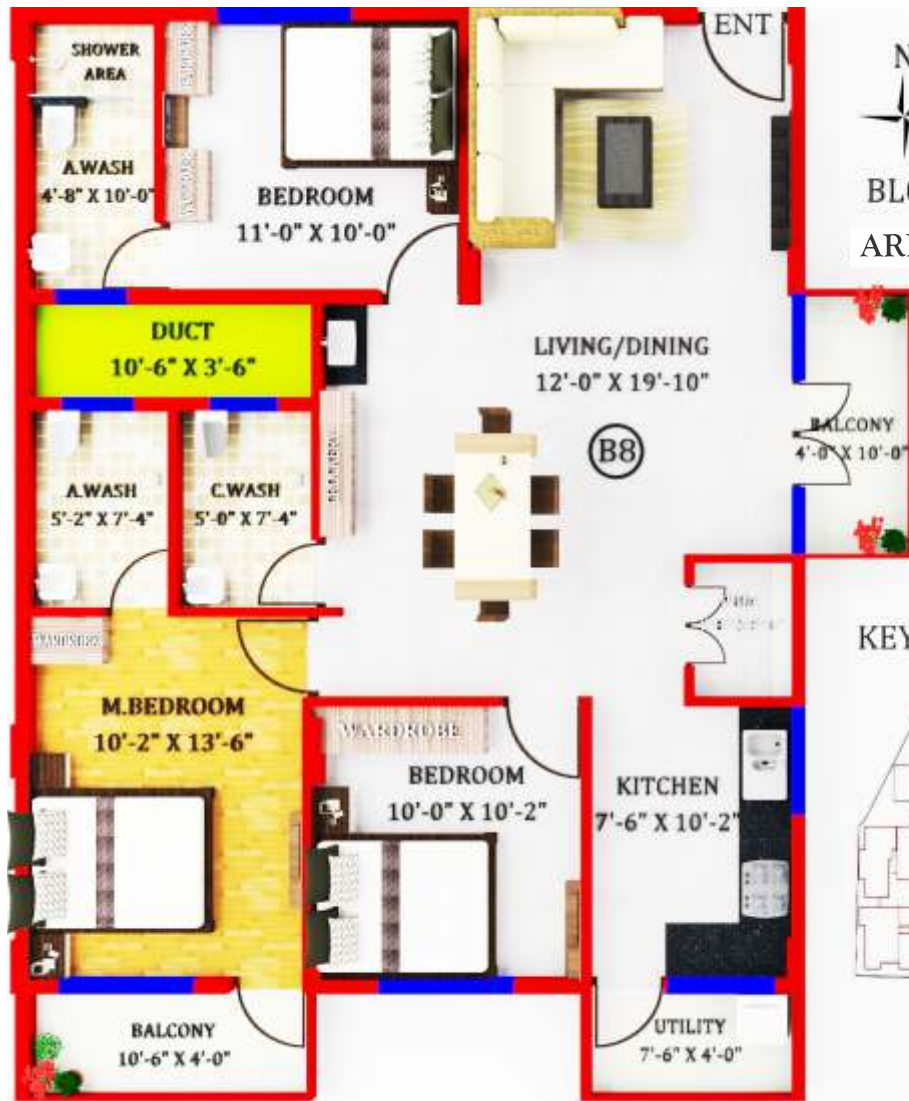 ENT
N
SHOWER
AREA
A.WASH
4'-8" X 10'-0"
BEDROOM
11'-0" X 10'-0"
BLO
ARE
DUCT
10'-6" X 3'-6"
LIVING/DINING
12'-0" X 19'-10"
B8
BALCONY
4'-0" X 10'-0"
A.WASH
5'-2" X 7'-4"
C.WASH
5'-0" X 7'-4"
WARDROBE
KEY
M.BEDROOM
10'-2" X 13'-6"
WARDROBE
BEDROOM
10'-0" X 10'-2"
KITCHEN
7'-6" X 10'-2"
BALCONY
10'-6" X 4'-0"
UTILITY
7'-6" X 4'-0"